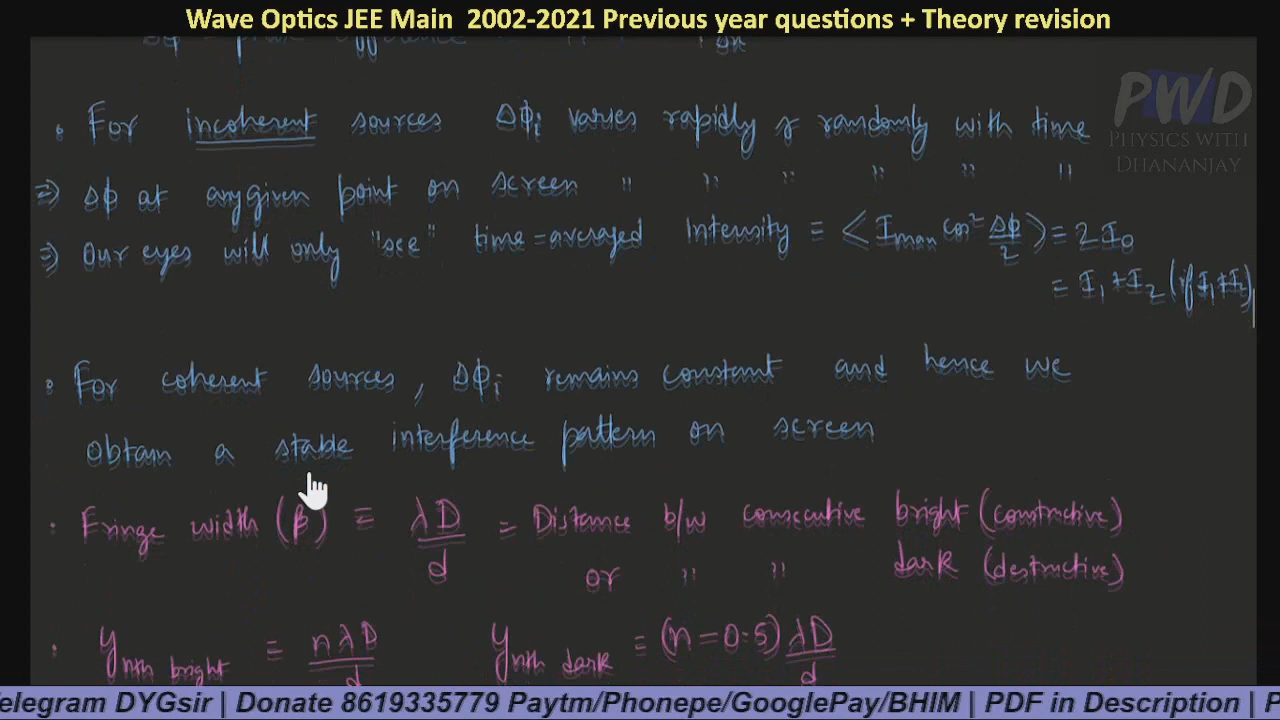 Wave Optics JEE Main 2002-2021 Previous year questions + Theory revision
PWD
PHYSICS WITH
DHANANJAY
• For incoherent sources Δϕi varies rapidly & randomly with time
⇒ Δϕ at any given point on screen " " " " " "
⇒ Our eyes will only "see" time-averaged Intensity = <Imax cos² Δϕ/2> = 2I0
= I1 + I2 (if I1≠I2)
• For coherent sources, Δϕi remains constant and hence we
obtain a stable interference pattern on screen
• Fringe width (β) = λD/d = Distance b/w consecutive bright (constructive)
or " " dark (destructive)
• ynth bright = nλD/d ynth dark = (n-0.5) λD/d
elegram DYGsir | Donate 8619335779 Paytm/Phonepe/GooglePay/BHIM | PDF in Description | P